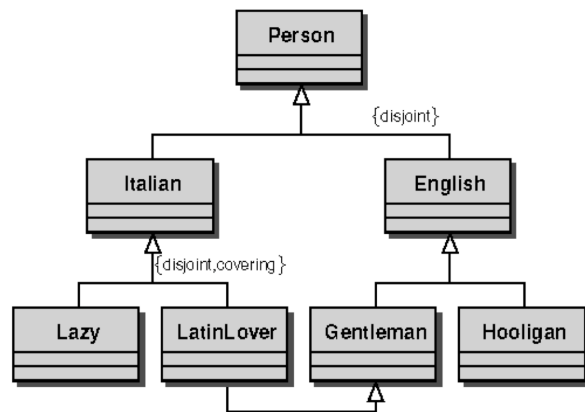 Person
{disjoint}
Italian
English
{disjoint,covering}
Lazy
LatinLover
Gentleman
Hooligan